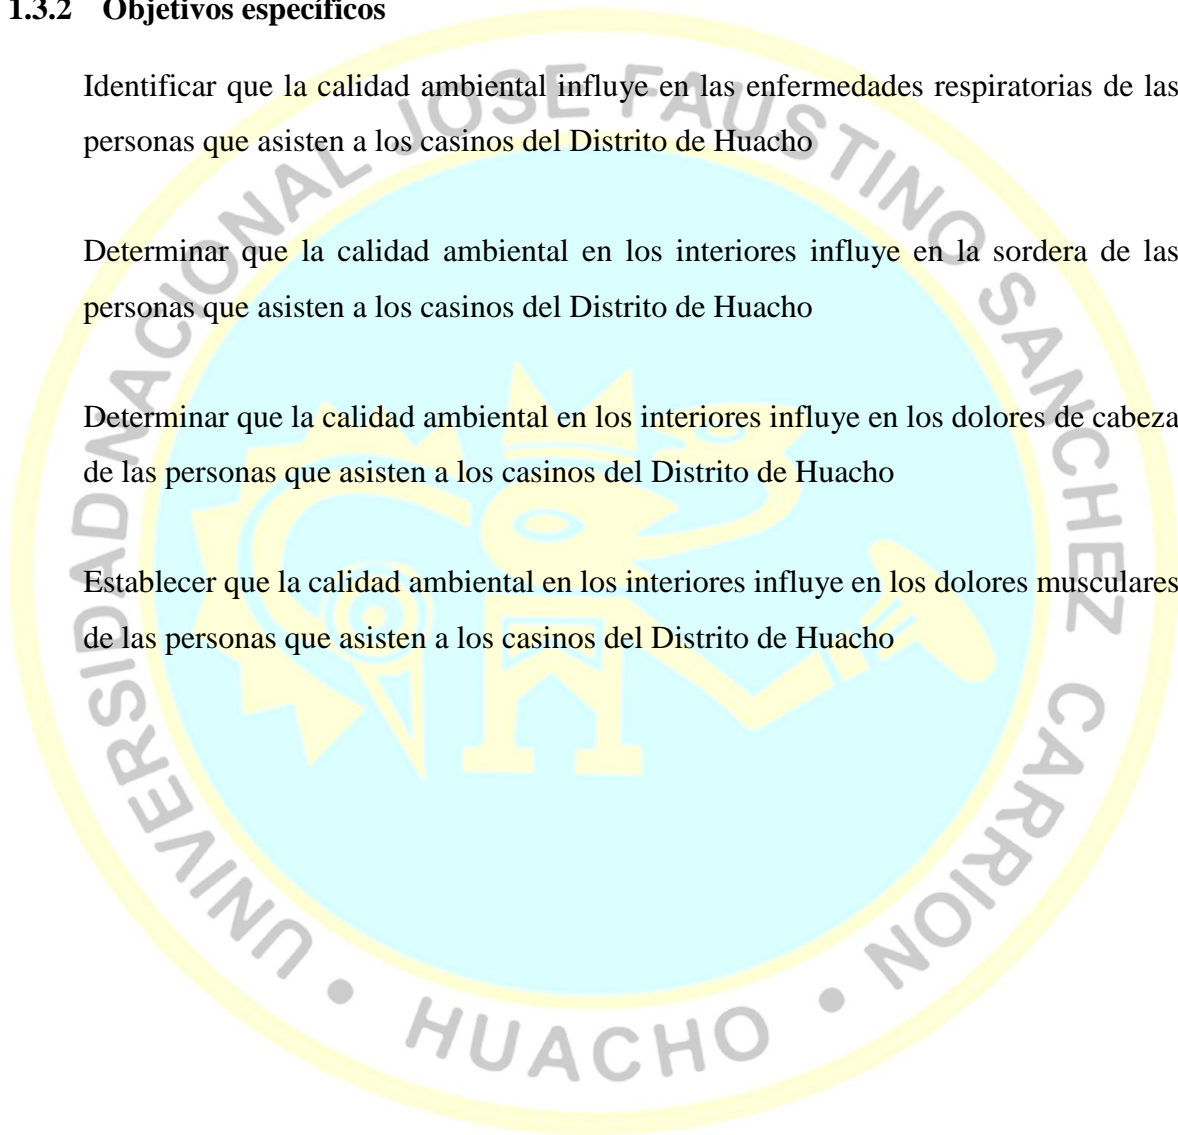 1.3.2 Objetivos específicos
Identificar que la calidad ambiental influye en las enfermedades respiratorias de las
personas que asisten a los casinos del Distrito de Huacho
Determinar que la calidad ambiental en los interiores influye en la sordera de las
personas que asisten a los casinos del Distrito de Huacho
Determinar que la calidad ambiental en los interiores influye en los dolores de cabeza
de las personas que asisten a los casinos del Distrito de Huacho
Establecer que la calidad ambiental en los interiores influye en los dolores musculares
de las personas que asisten a los casinos del Distrito de Huacho
UNIVERSIDAD NACIONAL JOSE FAUSTINO SANCHEZ CARRION • HUACHO •